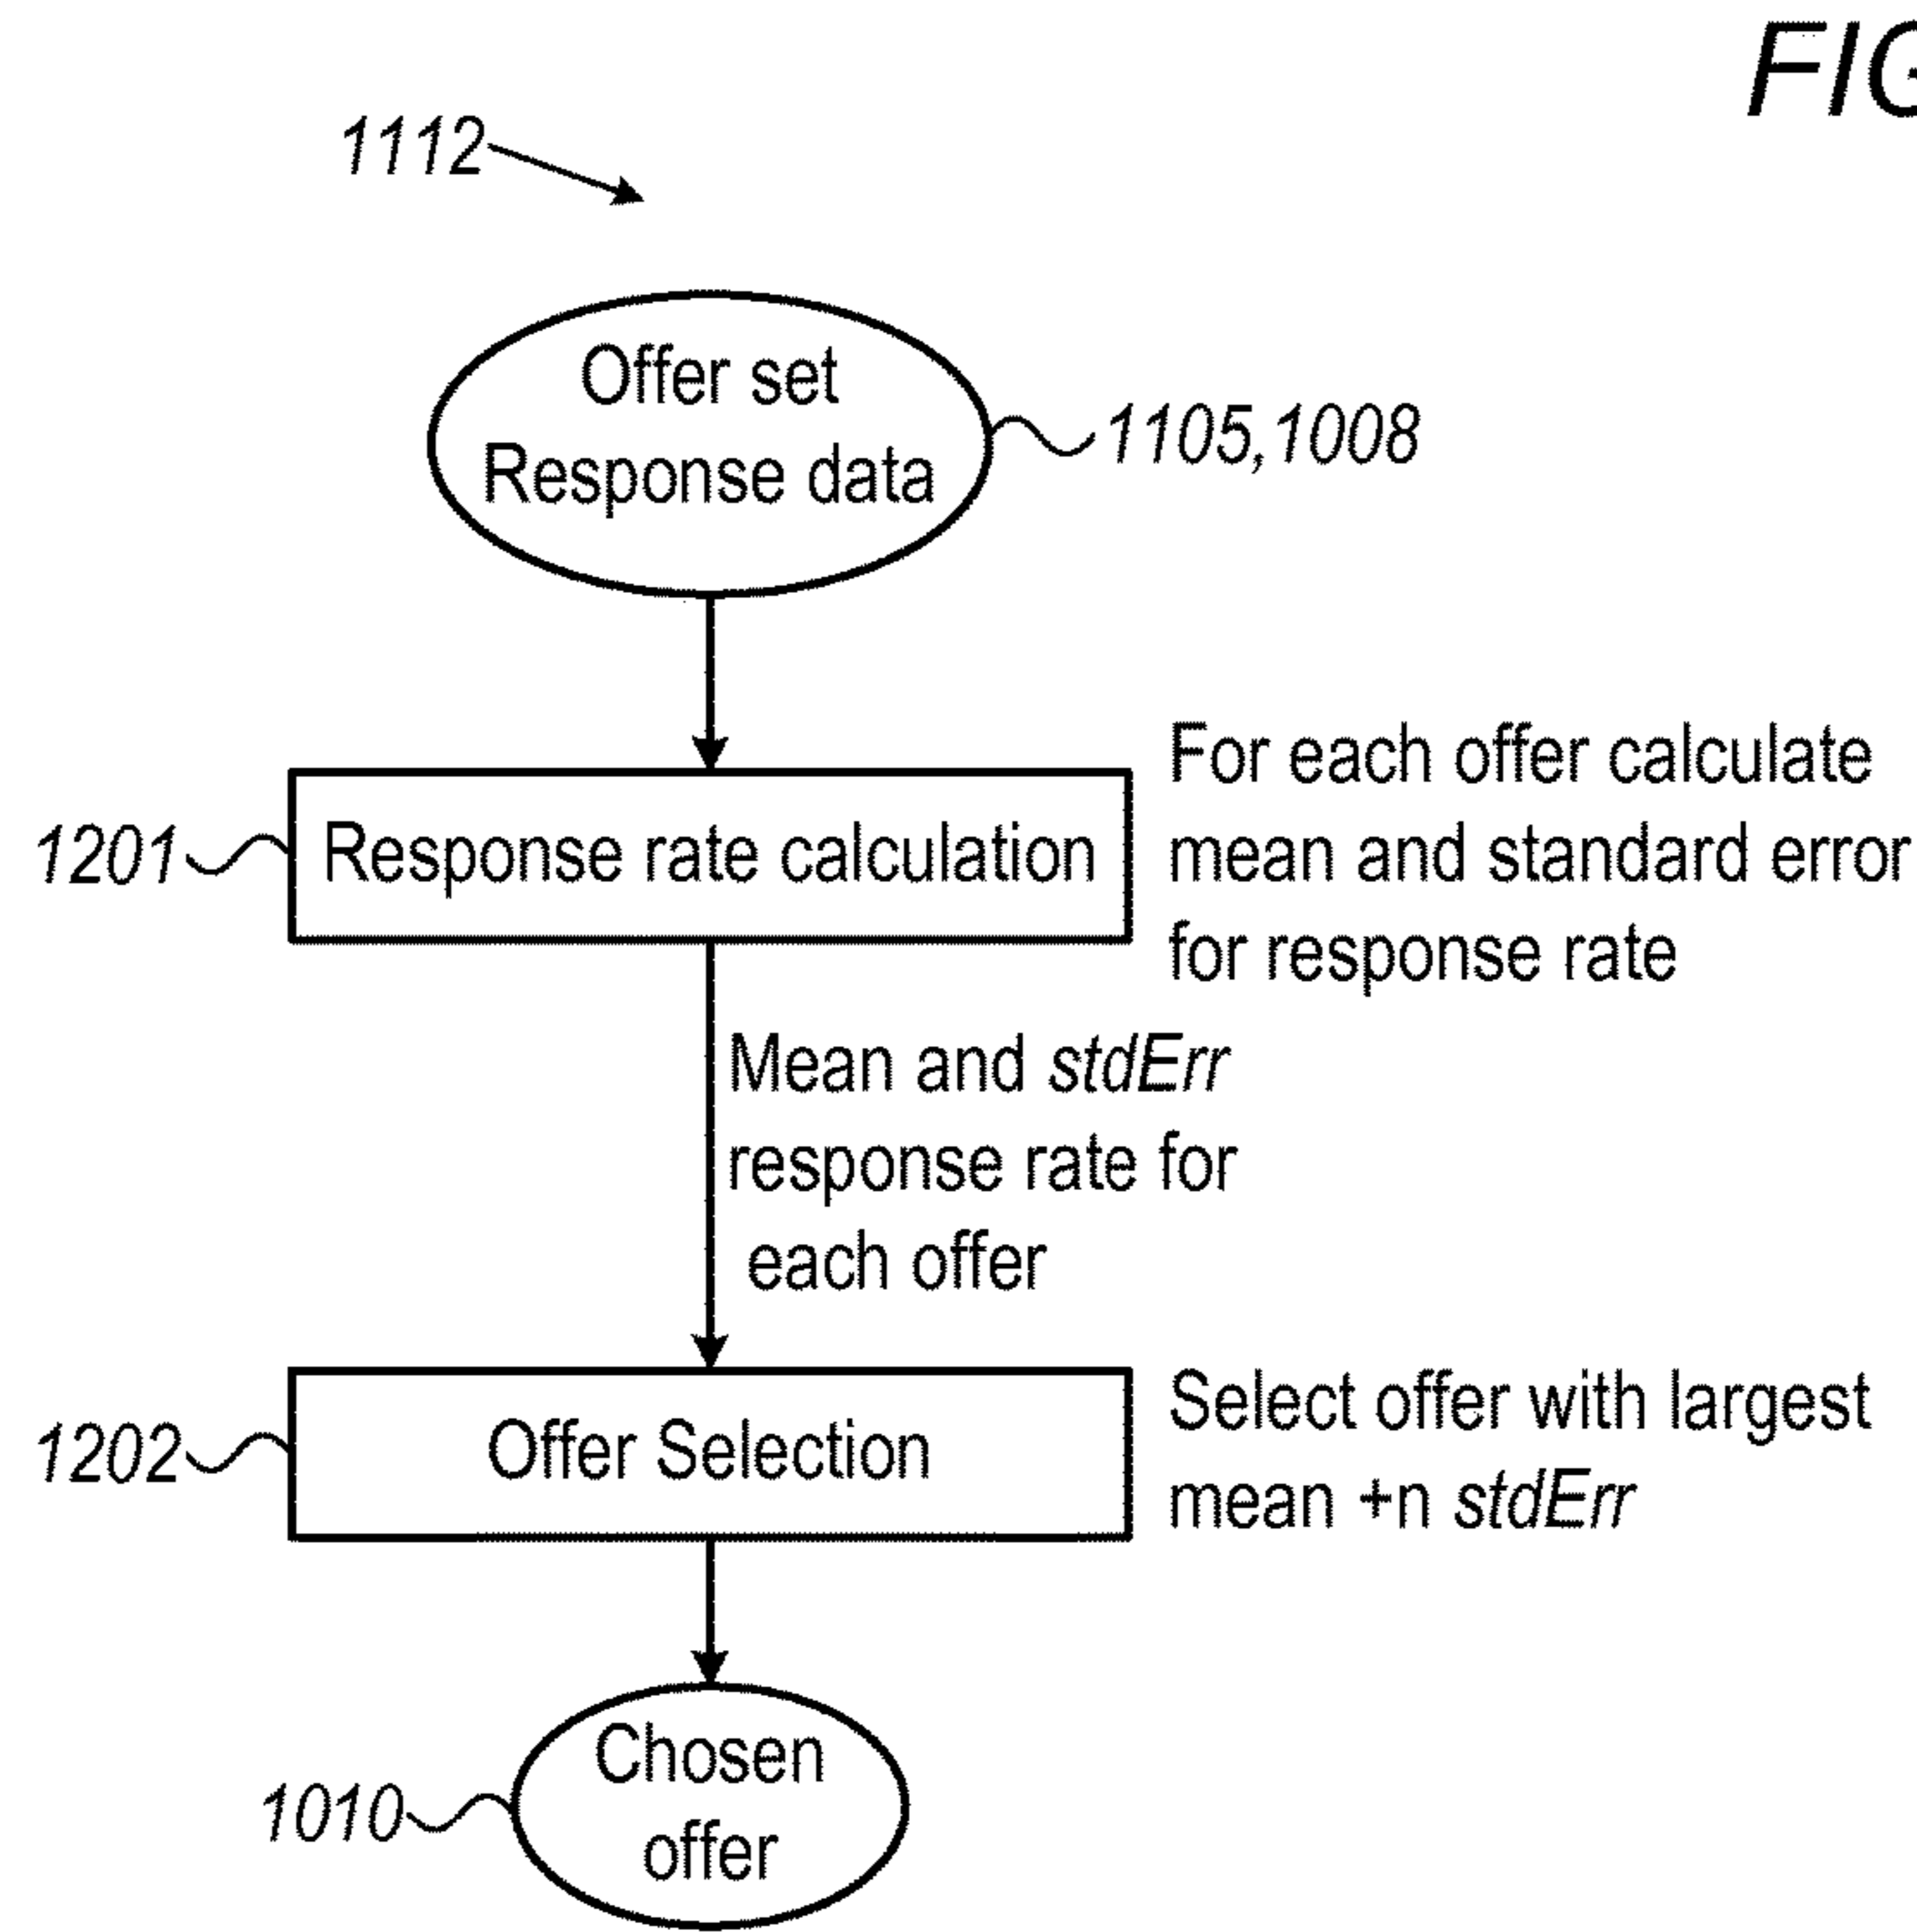 FIG
1112
Offer set
Response data
1105,1008
For each offer calculate
mean and standard error
for response rate
1201
Response rate calculation
Mean and stdErr
response rate for
each offer
Select offer with largest
mean +n stdErr
1202
Offer Selection
Chosen
offer
1010